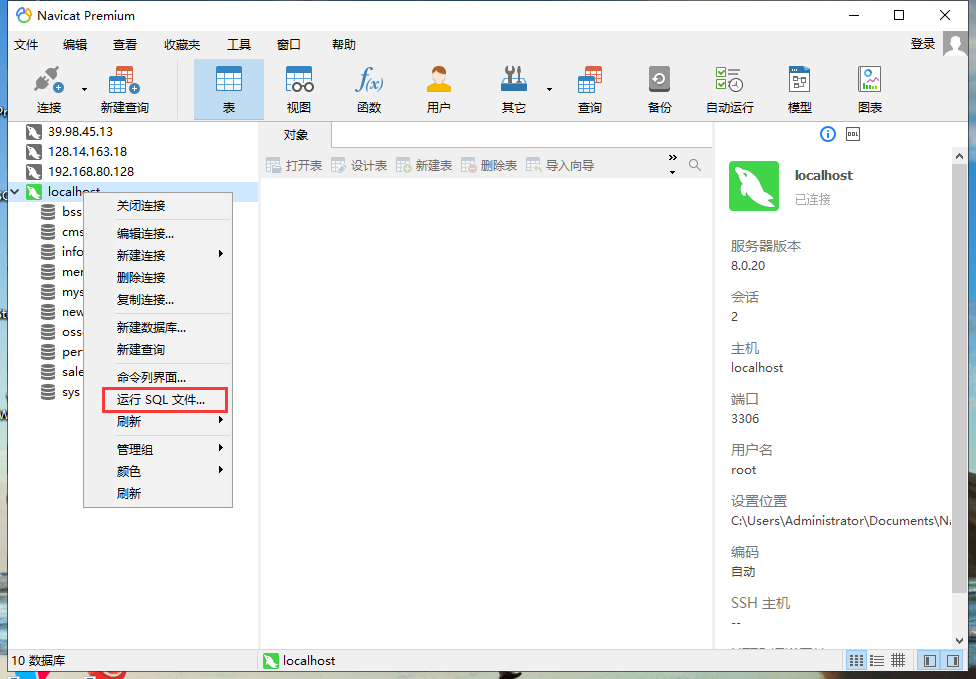 Navicat Premium
文件 编辑 查看 收藏夹 工具 窗口 帮助 登录
连接 新建查询 表 视图 函数 用户 其它 查询 备份 自动运行 模型 图表
39.98.45.13
128.14.163.18
192.168.80.128
localhost
bss
cms
info
mer
mys
new
oss
per
sale
sys
关闭连接
编辑连接...
新建连接
删除连接
复制连接...
新建数据库...
新建查询
命令列界面...
运行 SQL 文件...
刷新
管理组
颜色
刷新
对象
打开表 设计表 新建表 删除表 导入向导
DDL
localhost
已连接
服务器版本
8.0.20
会话
2
主机
localhost
端口
3306
用户名
root
设置位置
C:\Users\Administrator\Documents\Na
编码
自动
SSH 主机
--
10 数据库
localhost